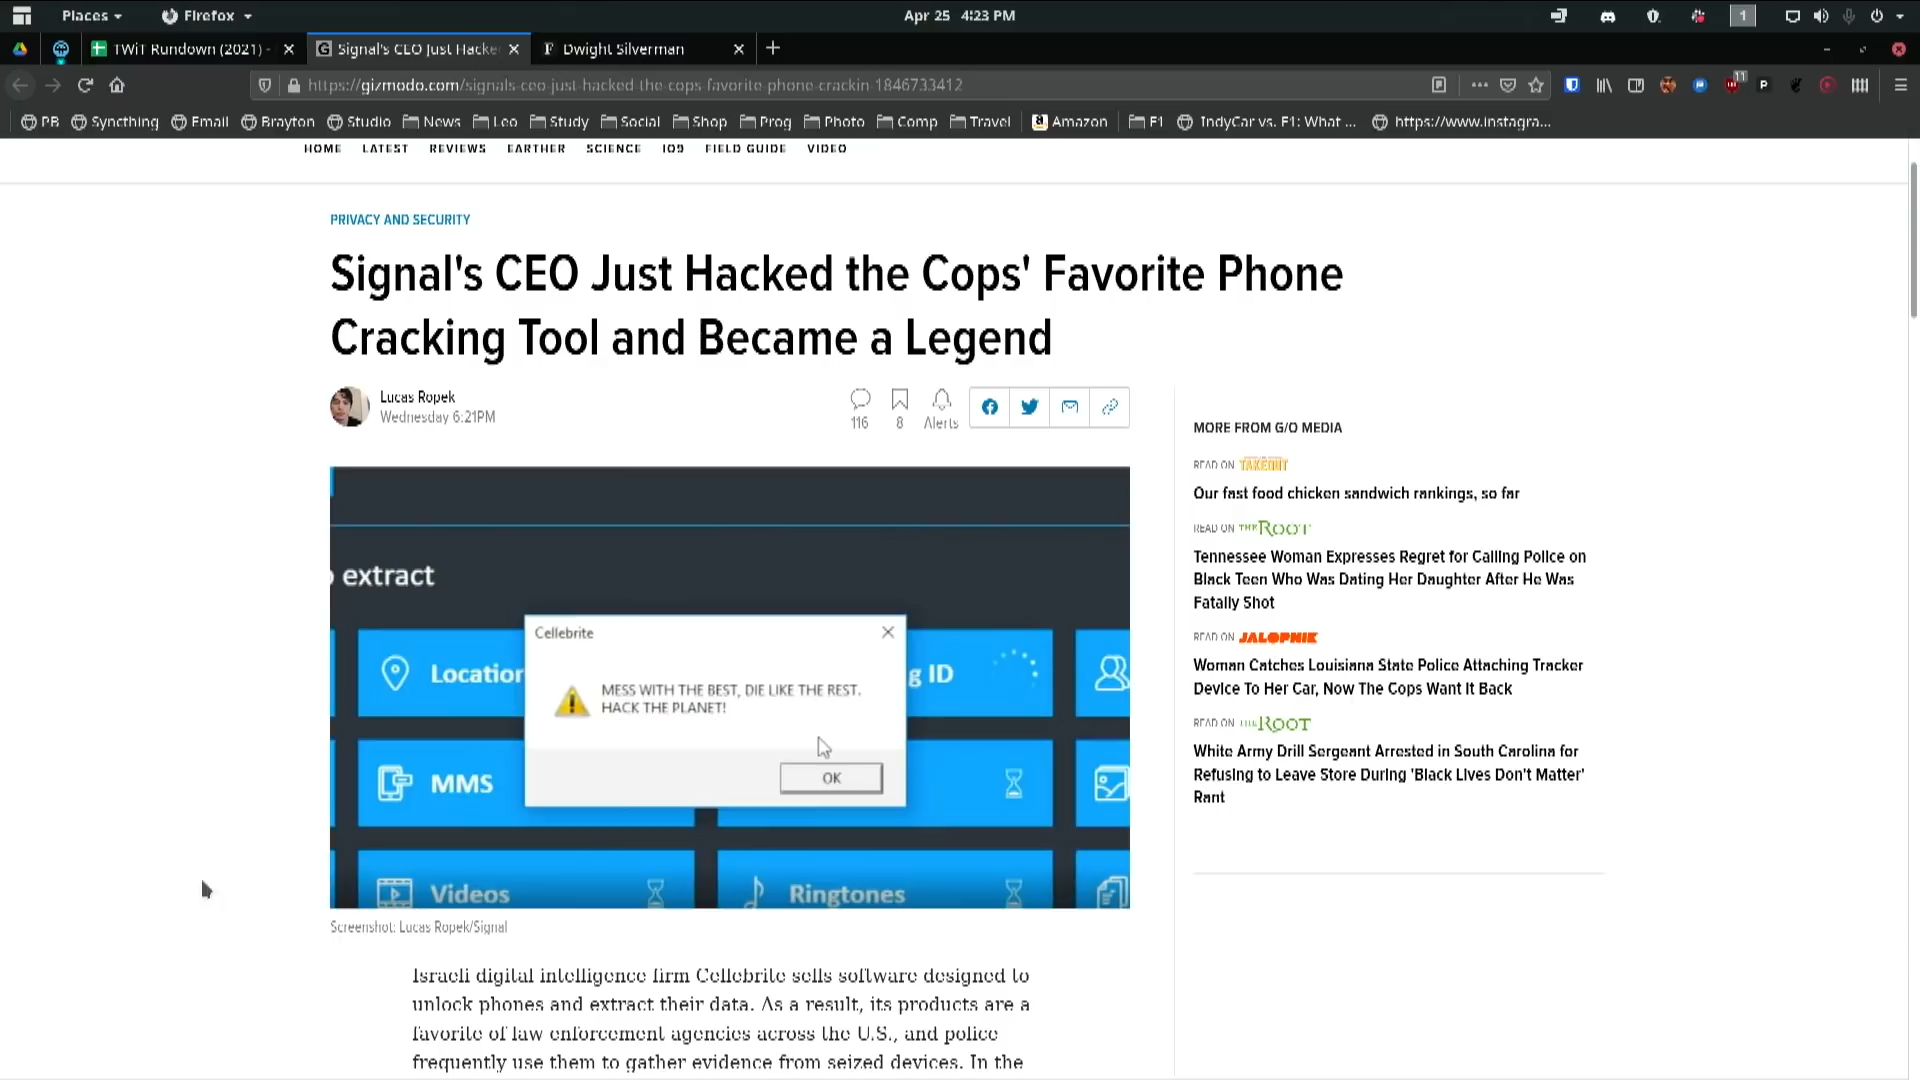 Places
Firefox
Apr 25 4:23 PM
1
TWiT Rundown (2021) -
Signal's CEO Just Hacke
Dwight Silverman
https://gizmodo.com/signals-ceo-just-hacked-the-cops-favorite-phone-crackin-1846733413
11
PB
Syncthing
Email
Brayton
Studio
News
Leo
Study
Social
Shop
Prog
Photo
Comp
Travel
Amazon
F1
IndyCar vs. F1: What ...
https://www.instagra...
HOME LATEST REVIEWS EARTHER SCIENCE IO9 FIELD GUIDE VIDEO
PRIVACY AND SECURITY
Signal's CEO Just Hacked the Cops' Favorite Phone
Cracking Tool and Became a Legend
Lucas Ropek
Wednesday 6:21PM
116
8
Alerts
extract
Cellebrite
MESS WITH THE BEST, DIE LIKE THE REST.
HACK THE PLANET!
OK
Location
g ID
MMS
Videos
Ringtones
Screenshot: Lucas Ropek/Signal
Israeli digital intelligence firm Cellebrite sells software designed to
unlock phones and extract their data. As a result, its products are a
favorite of law enforcement agencies across the U.S., and police
frequently use them to gather evidence from seized devices. In the
MORE FROM G/O MEDIA
READ ON THE TAKEOUT
Our fast food chicken sandwich rankings, so far
READ ON THE ROOT
Tennessee Woman Expresses Regret for Calling Police on
Black Teen Who Was Dating Her Daughter After He Was
Fatally Shot
READ ON JALOPNIK
Woman Catches Louisiana State Police Attaching Tracker
Device To Her Car, Now The Cops Want It Back
READ ON THE ROOT
White Army Drill Sergeant Arrested in South Carolina for
Refusing to Leave Store During 'Black Lives Don't Matter'
Rant